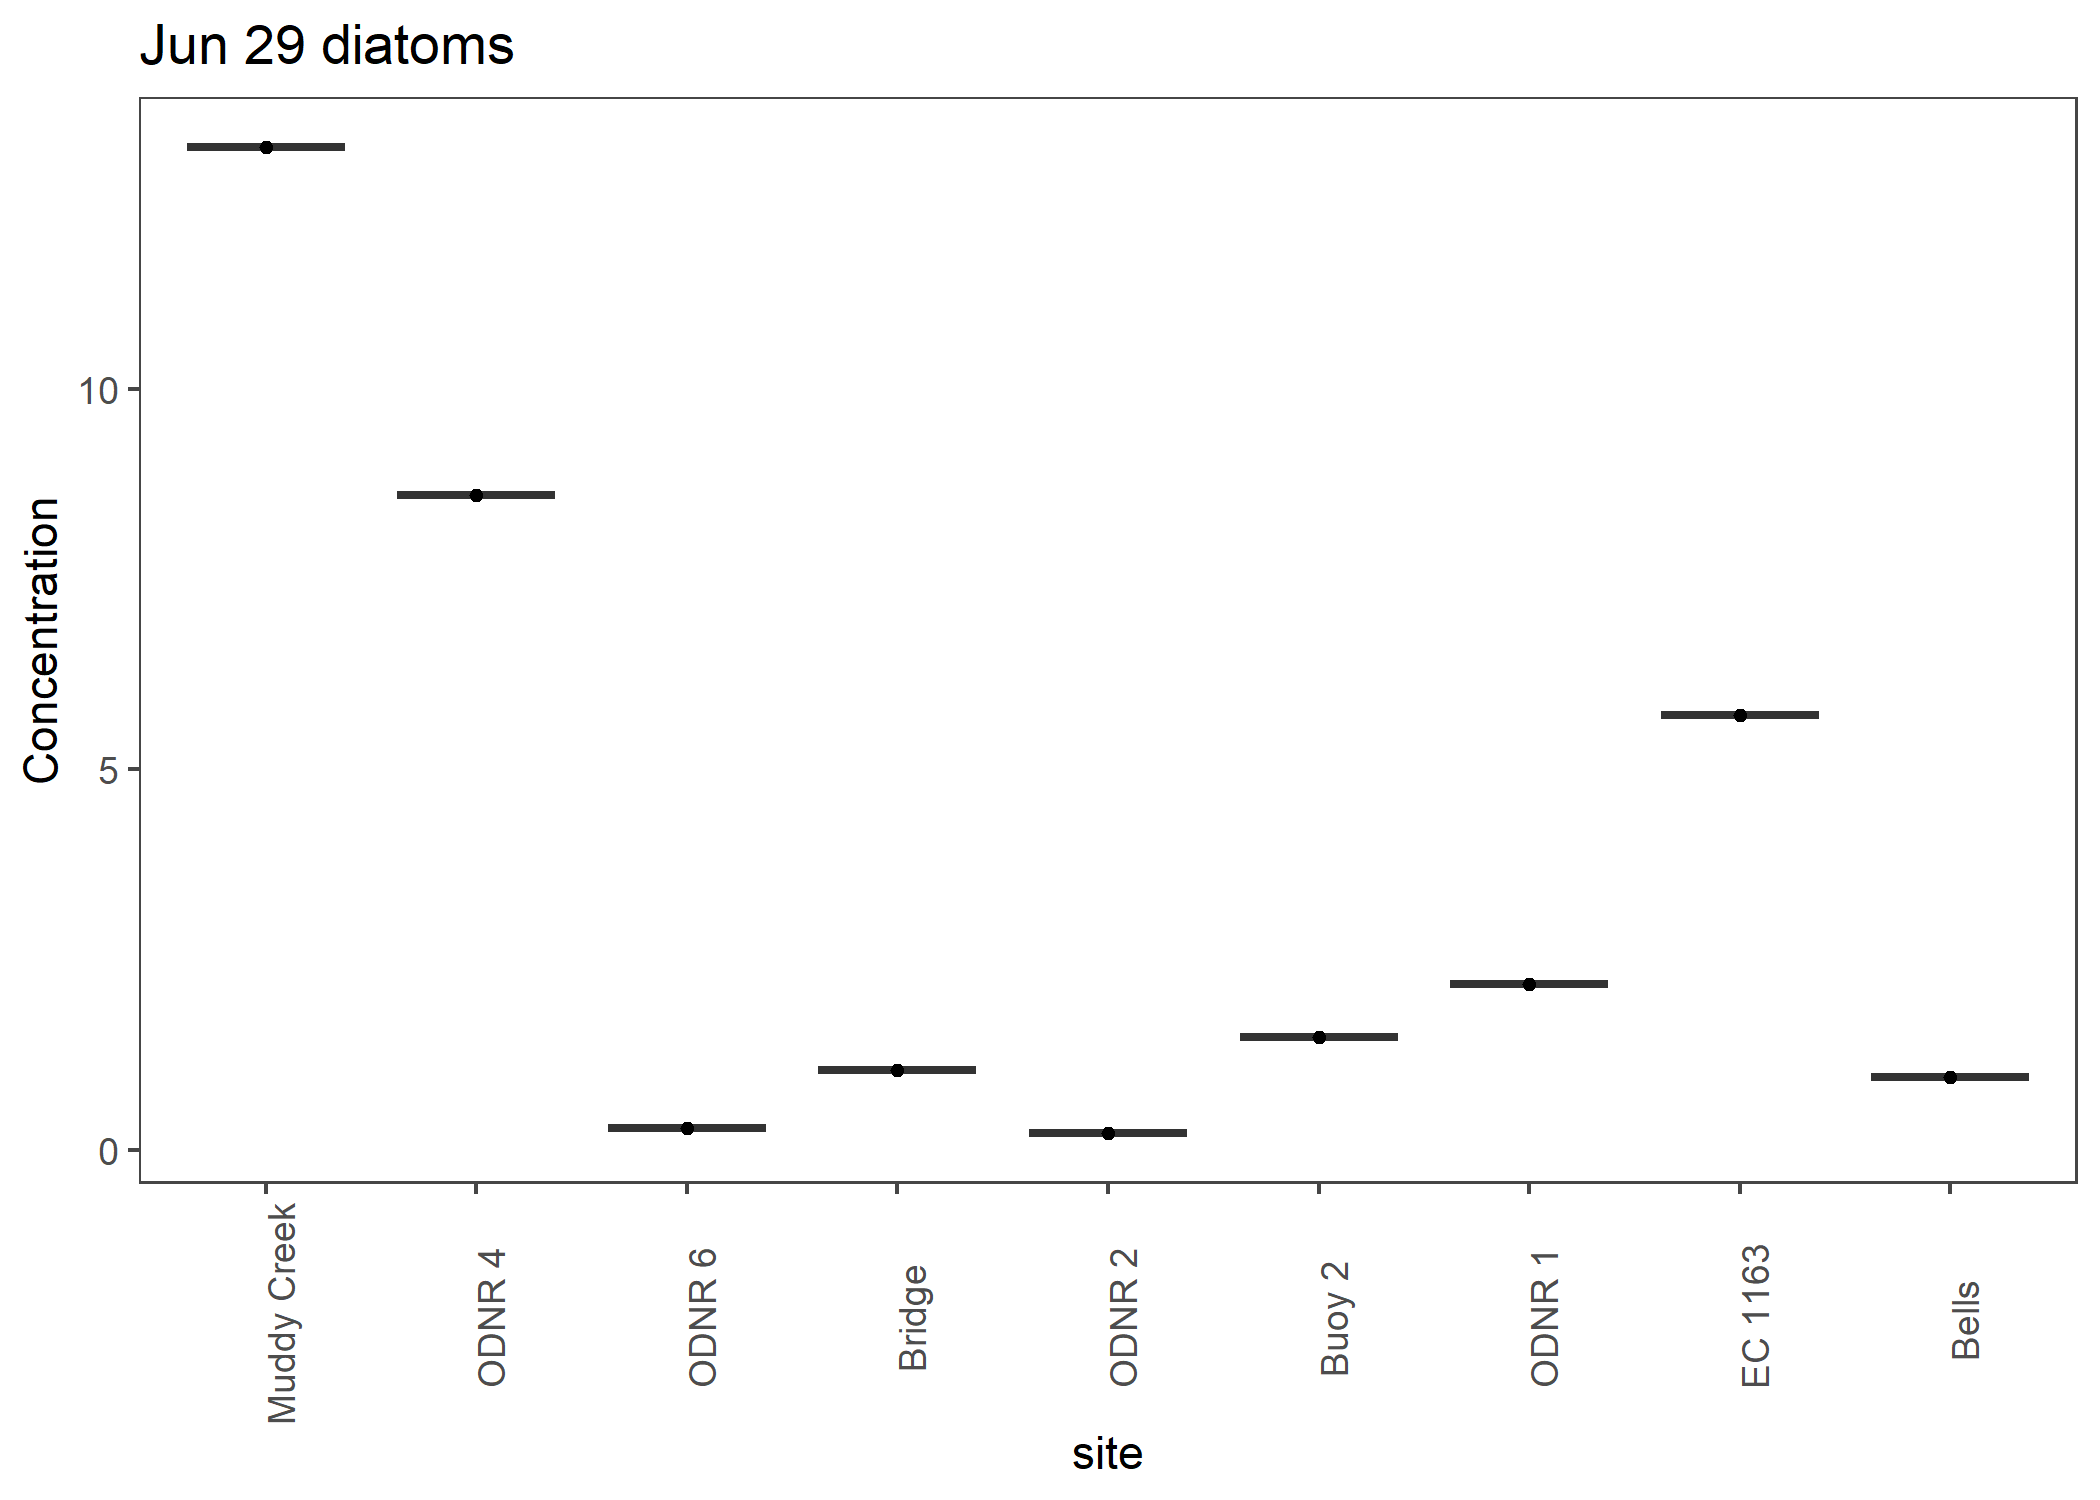 Jun 29 diatoms
Concentration
10
5
0
Muddy Creek
ODNR 4
ODNR 6
Bridge
ODNR 2
Buoy 2
ODNR 1
EC 1163
Bells
site